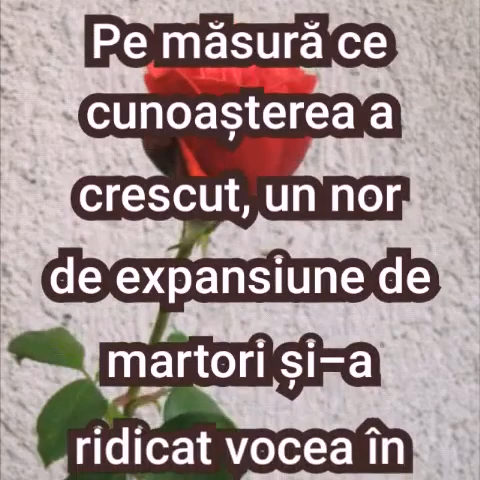 Pe măsură ce
cunoașterea a
crescut, un nor
de expansiune de
martori și-a
ridicat vocea în